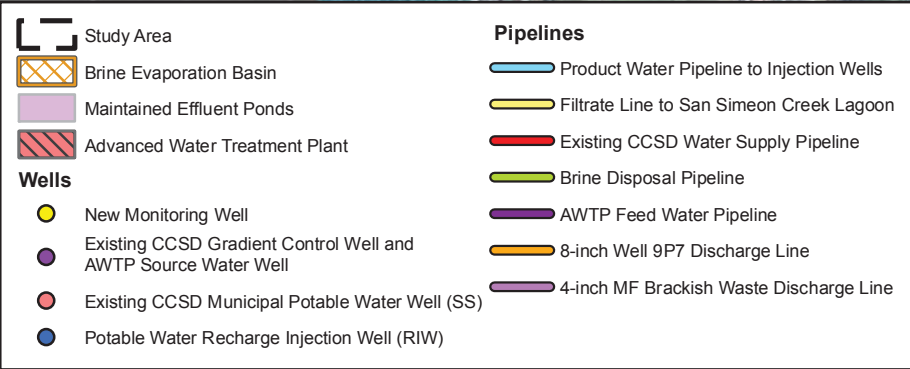 Study Area
Brine Evaporation Basin
Maintained Effluent Ponds
Advanced Water Treatment Plant
Wells
New Monitoring Well
Existing CCSD Gradient Control Well and
AWTP Source Water Well
Existing CCSD Municipal Potable Water Well (SS)
Potable Water Recharge Injection Well (RIW)
Pipelines
Product Water Pipeline to Injection Wells
Filtrate Line to San Simeon Creek Lagoon
Existing CCSD Water Supply Pipeline
Brine Disposal Pipeline
AWTP Feed Water Pipeline
8-inch Well 9P7 Discharge Line
4-inch MF Brackish Waste Discharge Line